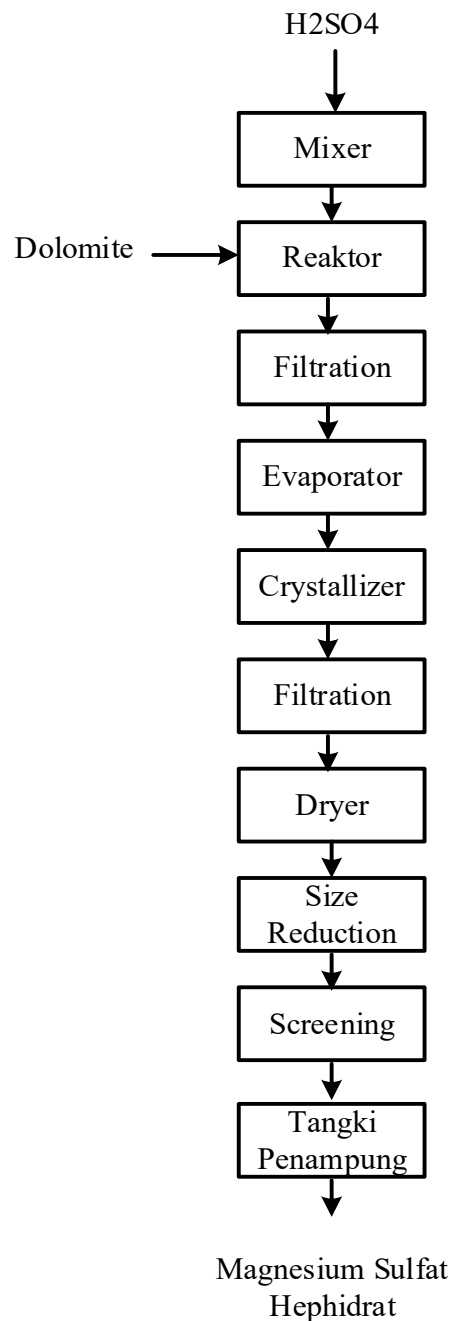 H2SO4
Mixer
Dolomite
Reaktor
Filtration
Evaporator
Crystallizer
Filtration
Dryer
Size
Reduction
Screening
Tangki
Penampung
Magnesium Sulfat
Hephidrat